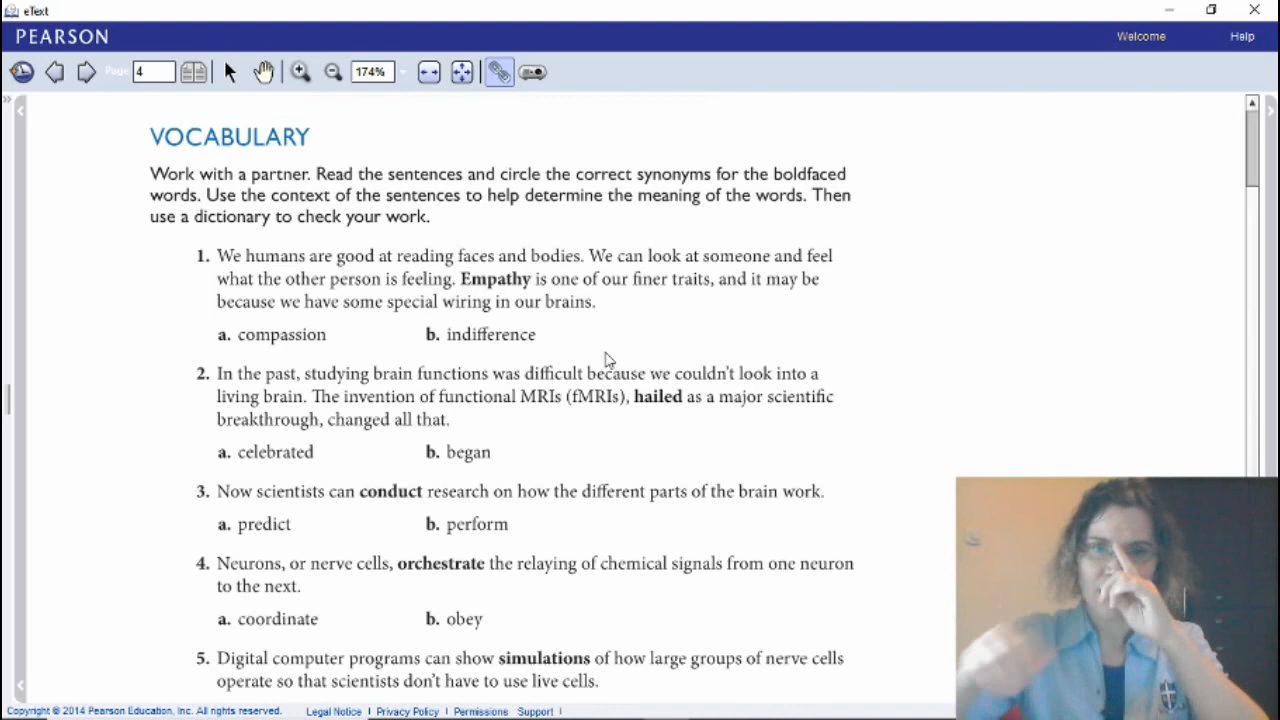 eText
PEARSON
Welcome
Help
Page
4
174%
VOCABULARY
Work with a partner. Read the sentences and circle the correct synonyms for the boldfaced
words. Use the context of the sentences to help determine the meaning of the words. Then
use a dictionary to check your work.
1. We humans are good at reading faces and bodies. We can look at someone and feel
what the other person is feeling. Empathy is one of our finer traits, and it may be
because we have some special wiring in our brains.
a. compassion b. indifference
2. In the past, studying brain functions was difficult because we couldn't look into a
living brain. The invention of functional MRIs (fMRIs), hailed as a major scientific
breakthrough, changed all that.
a. celebrated b. began
3. Now scientists can conduct research on how the different parts of the brain work.
a. predict b. perform
4. Neurons, or nerve cells, orchestrate the relaying of chemical signals from one neuron
to the next.
a. coordinate b. obey
5. Digital computer programs can show simulations of how large groups of nerve cells
operate so that scientists don't have to use live cells.
Copyright © 2014 Pearson Education, Inc. All rights reserved. Legal Notice | Privacy Policy | Permissions Support |